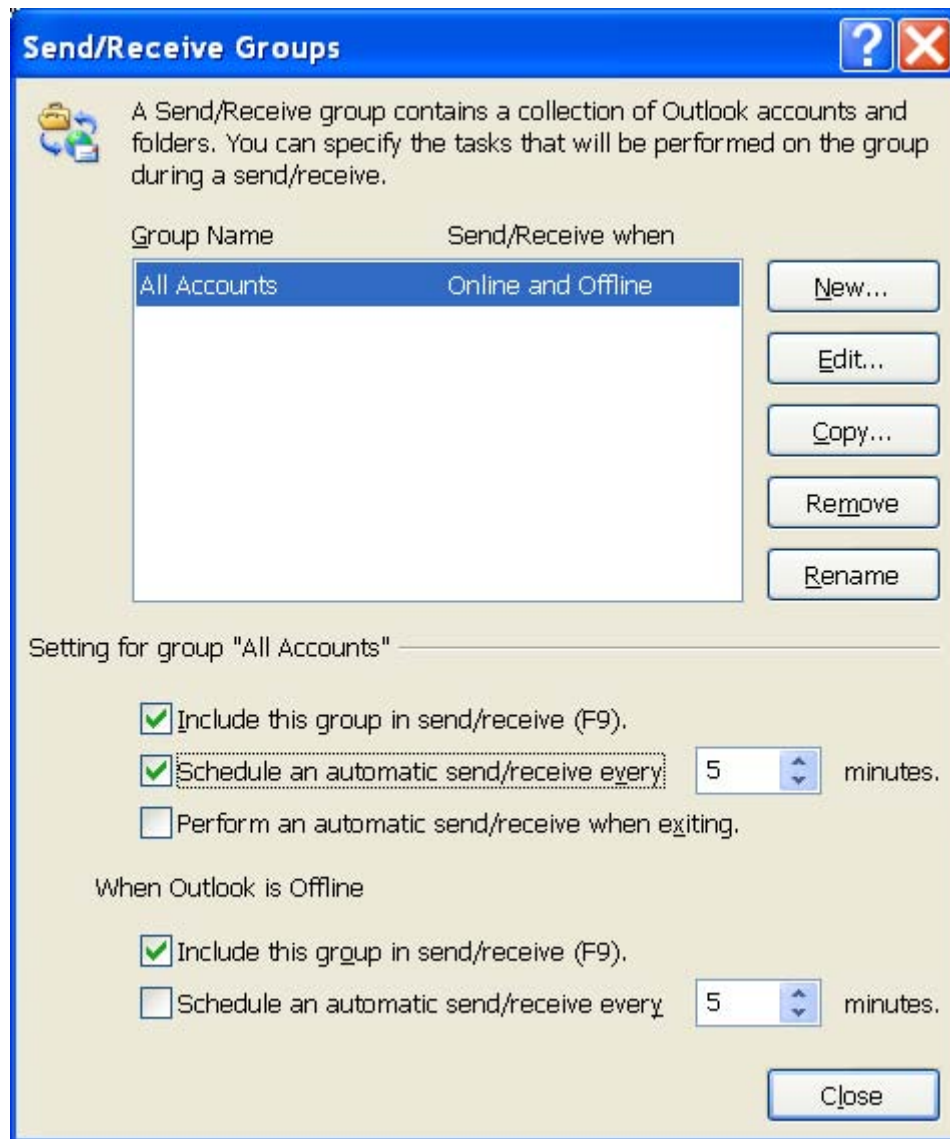 Send/Receive Groups
A Send/Receive group contains a collection of Outlook accounts and
folders. You can specify the tasks that will be performed on the group
during a send/receive.
Group Name Send/Receive when
All Accounts Online and Offline
New...
Edit...
Copy...
Remove
Rename
Setting for group "All Accounts"
Include this group in send/receive (F9).
Schedule an automatic send/receive every 5 minutes.
Perform an automatic send/receive when exiting.
When Outlook is Offline
Include this group in send/receive (F9).
Schedule an automatic send/receive every 5 minutes.
Close